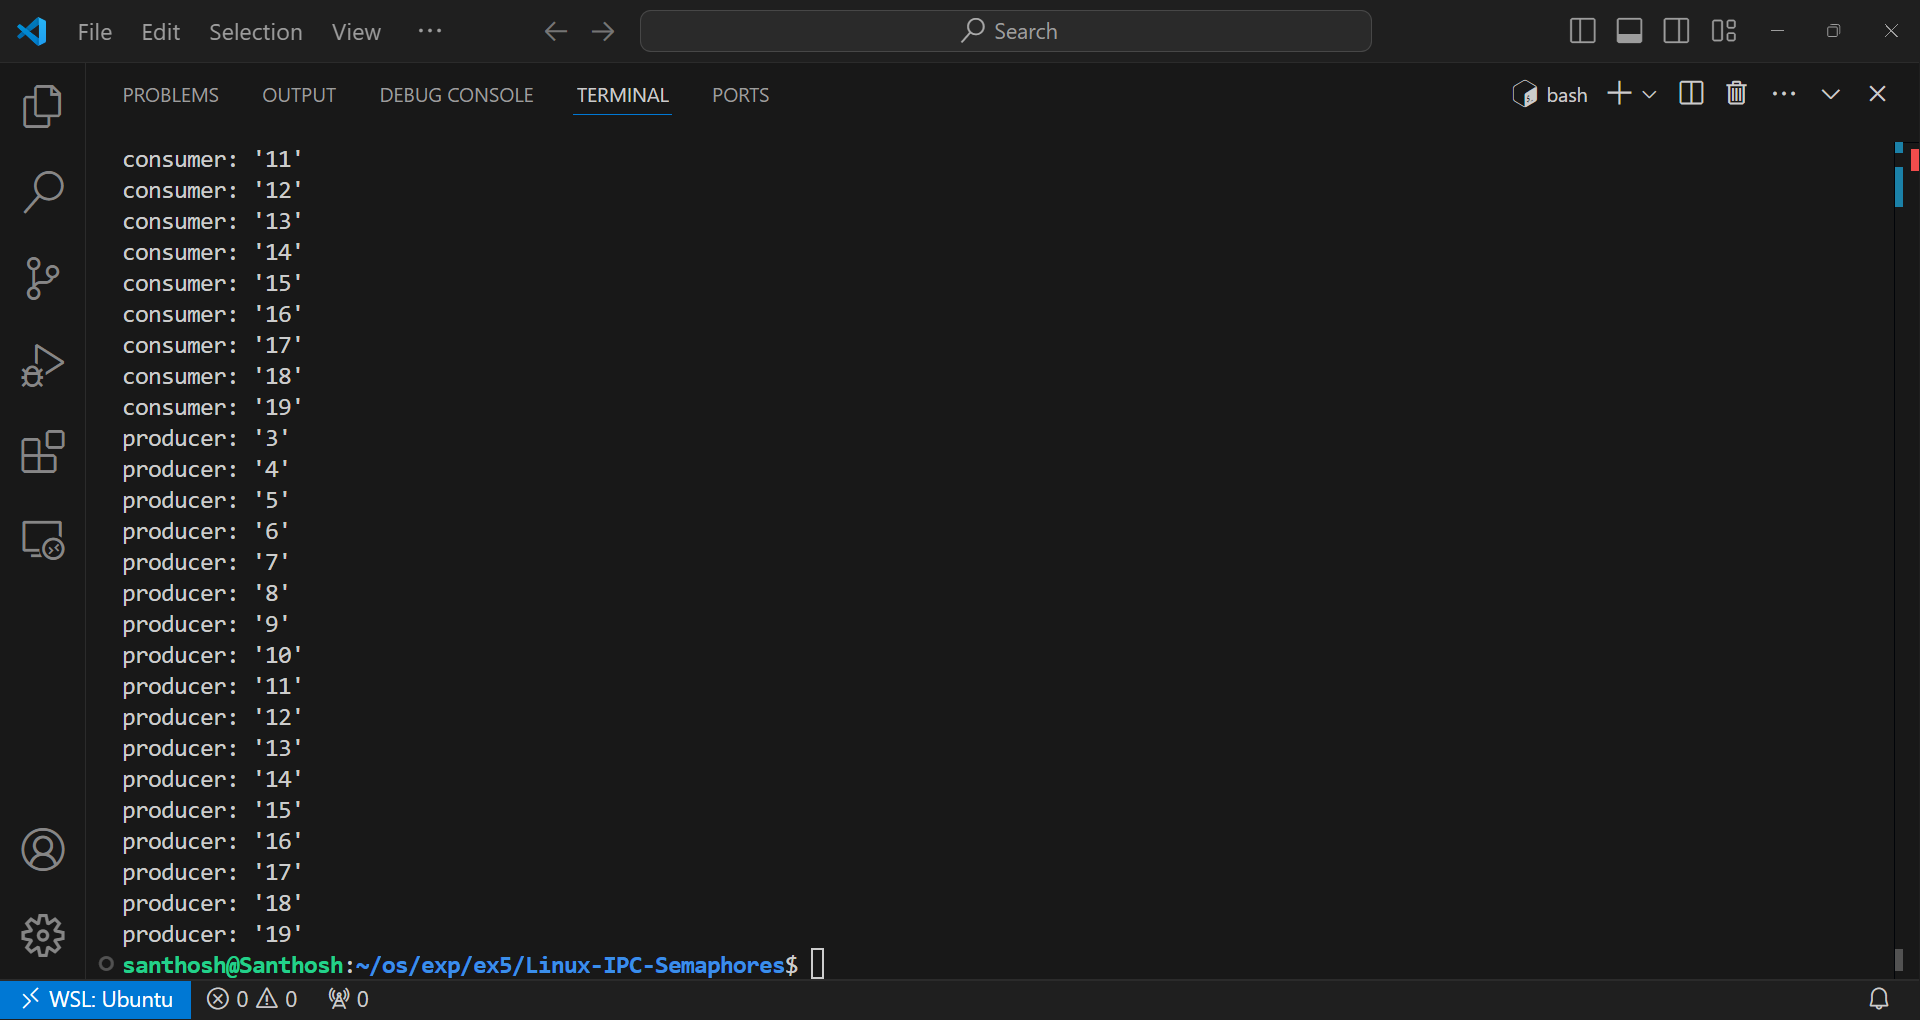 File Edit Selection View ··· Search
PROBLEMS OUTPUT DEBUG CONSOLE TERMINAL PORTS bash
consumer: '11'
consumer: '12'
consumer: '13'
consumer: '14'
consumer: '15'
consumer: '16'
consumer: '17'
consumer: '18'
consumer: '19'
producer: '3'
producer: '4'
producer: '5'
producer: '6'
producer: '7'
producer: '8'
producer: '9'
producer: '10'
producer: '11'
producer: '12'
producer: '13'
producer: '14'
producer: '15'
producer: '16'
producer: '17'
producer: '18'
producer: '19'
santhosh@Santhosh:~/os/exp/ex5/Linux-IPC-Semaphores$
WSL: Ubuntu 0 0 0